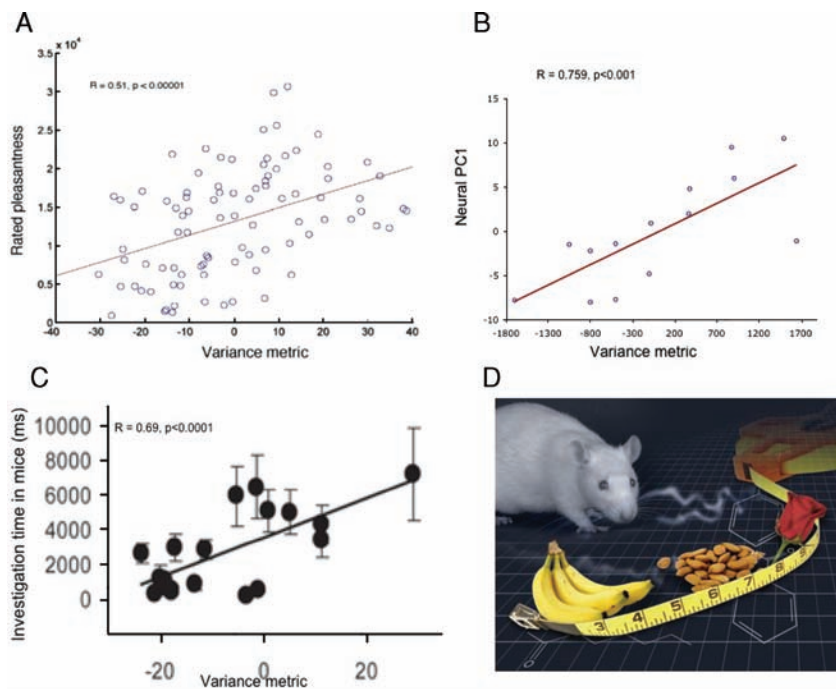 A
x 10⁴
3.5
3
2.5
2
1.5
1
0.5
0
R = 0.51, p < 0.00001
Rated pleasantness
-40 -30 -20 -10 0 10 20 30 40
Variance metric
B
R = 0.759, p<0.001
15
10
5
0
-5
-10
Neural PC1
-1800 -1300 -800 -300 200 700 1200 1700
Variance metric
C
R = 0.69, p<0.0001
10000
8000
6000
4000
2000
0
Investigation time in mice (ms)
-20 0 20
Variance metric
D
3 4 5 6 7 8 9
O